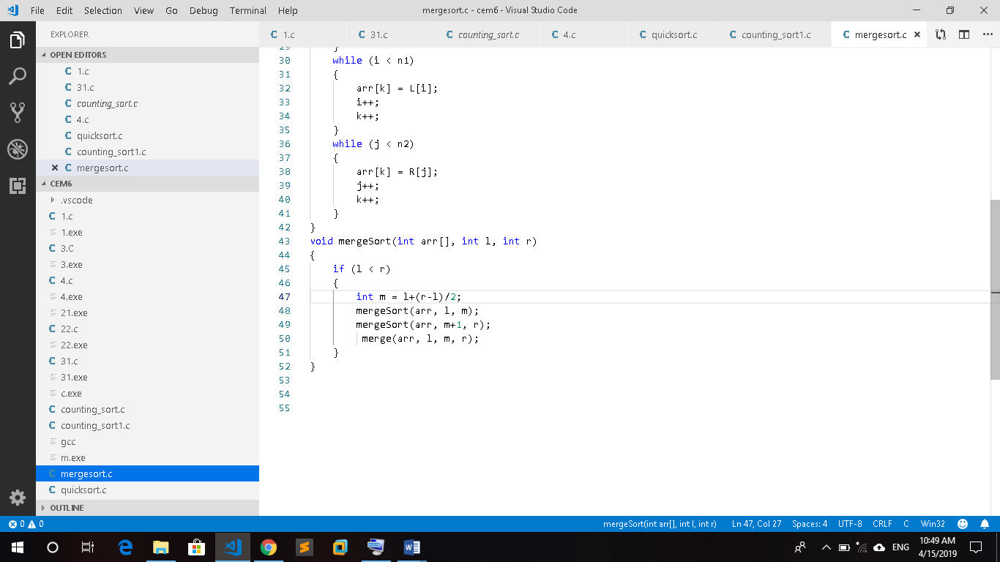 File Edit Selection View Go Debug Terminal Help mergesort.c - cem6 - Visual Studio Code
EXPLORER
OPEN EDITORS
C 1.c
C 31.c
C counting_sort.c
C 4.c
C quicksort.c
C counting_sort1.c
C mergesort.c
CEM6
.vscode
C 1.c
1.exe
C 3.C
3.exe
C 4.c
4.exe
21.exe
C 22.c
22.exe
C 31.c
31.exe
c.exe
C counting_sort.c
C counting_sort1.c
gcc
m.exe
C mergesort.c
C quicksort.c
OUTLINE
C 1.c C 31.c C counting_sort.c C 4.c C quicksort.c C counting_sort1.c C mergesort.c
29 }
30 while (i < n1)
31 {
32 arr[k] = L[i];
33 i++;
34 k++;
35 }
36 while (j < n2)
37 {
38 arr[k] = R[j];
39 j++;
40 k++;
41 }
42 }
43 void mergeSort(int arr[], int l, int r)
44 {
45 if (l < r)
46 {
47 int m = l+(r-l)/2;
48 mergeSort(arr, l, m);
49 mergeSort(arr, m+1, r);
50 merge(arr, l, m, r);
51 }
52 }
53
54
55
0 0 mergeSort(int arr[], int l, int r) Ln 47, Col 27 Spaces: 4 UTF-8 CRLF C Win32
ENG 10:49 AM
4/15/2019